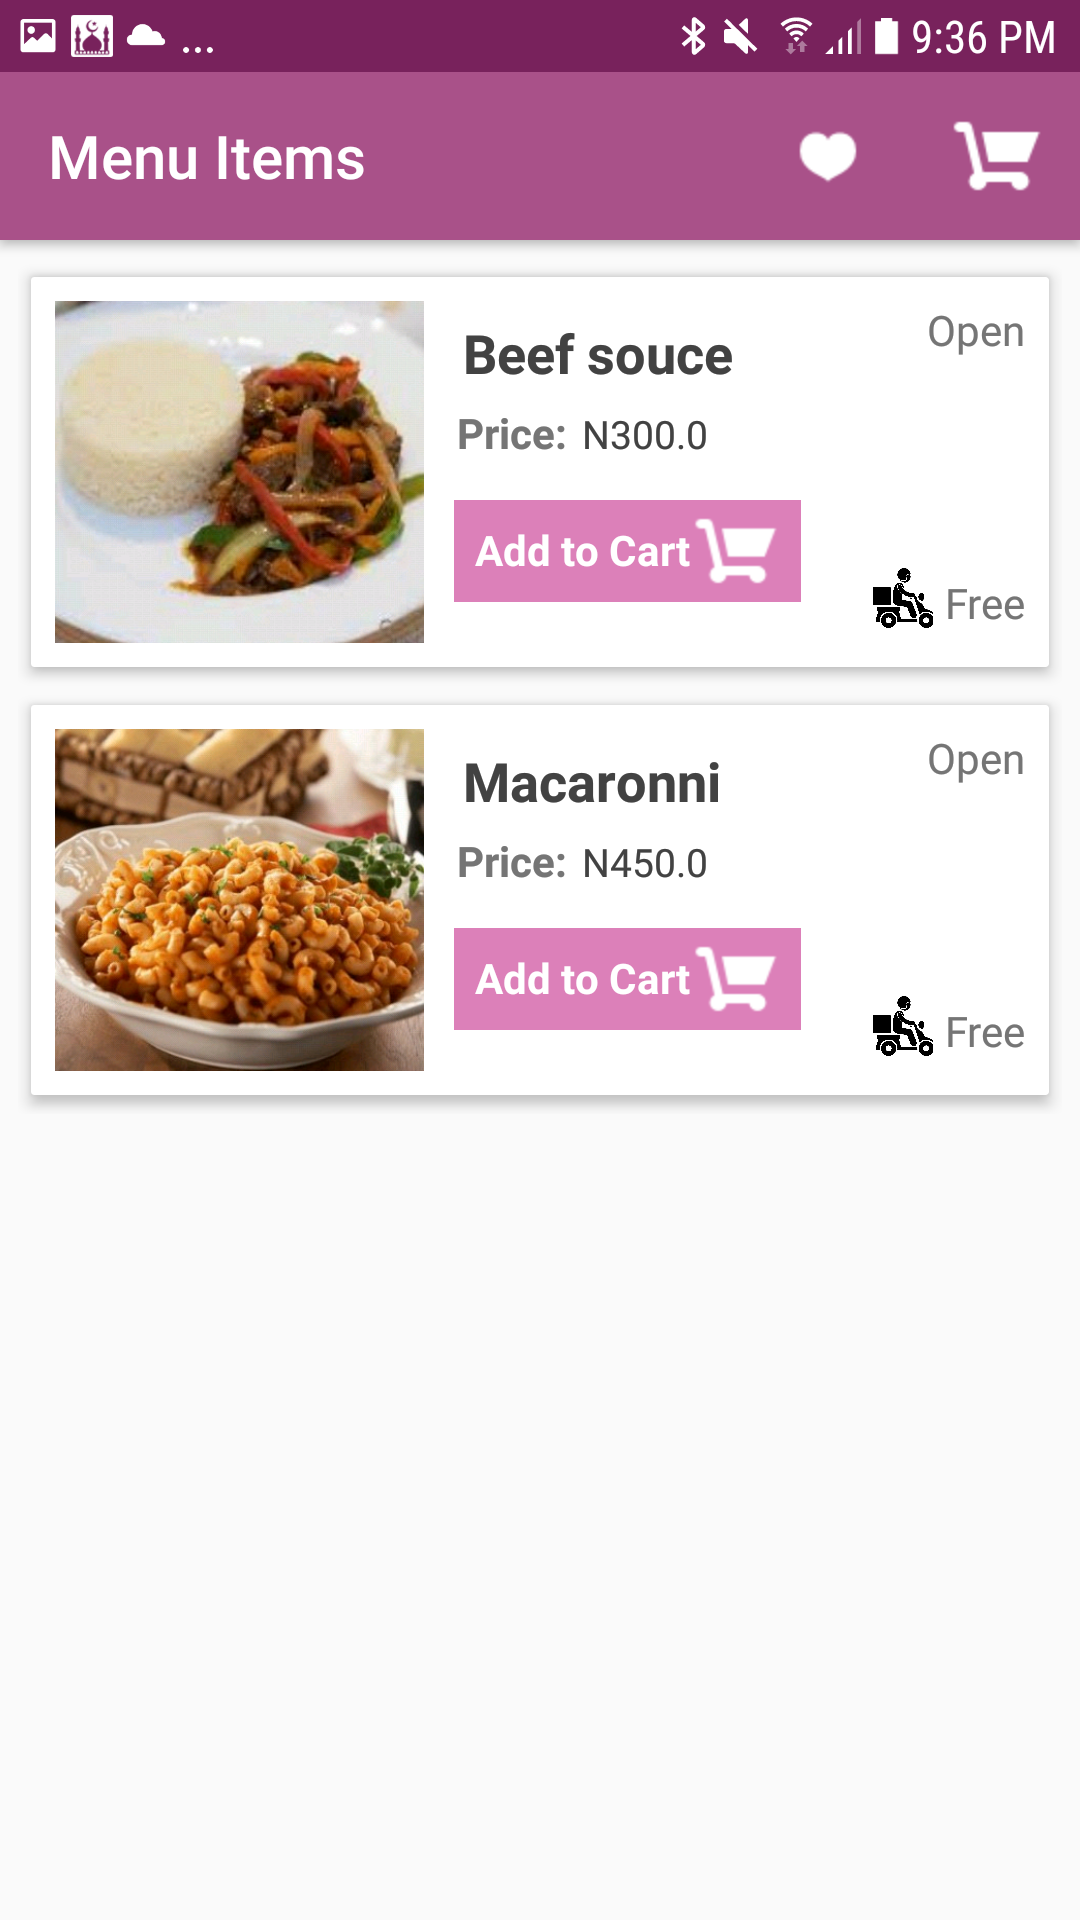 ... 9:36 PM
Menu Items
Open
Beef souce
Price: N300.0
Add to Cart
Free
Open
Macaronni
Price: N450.0
Add to Cart
Free